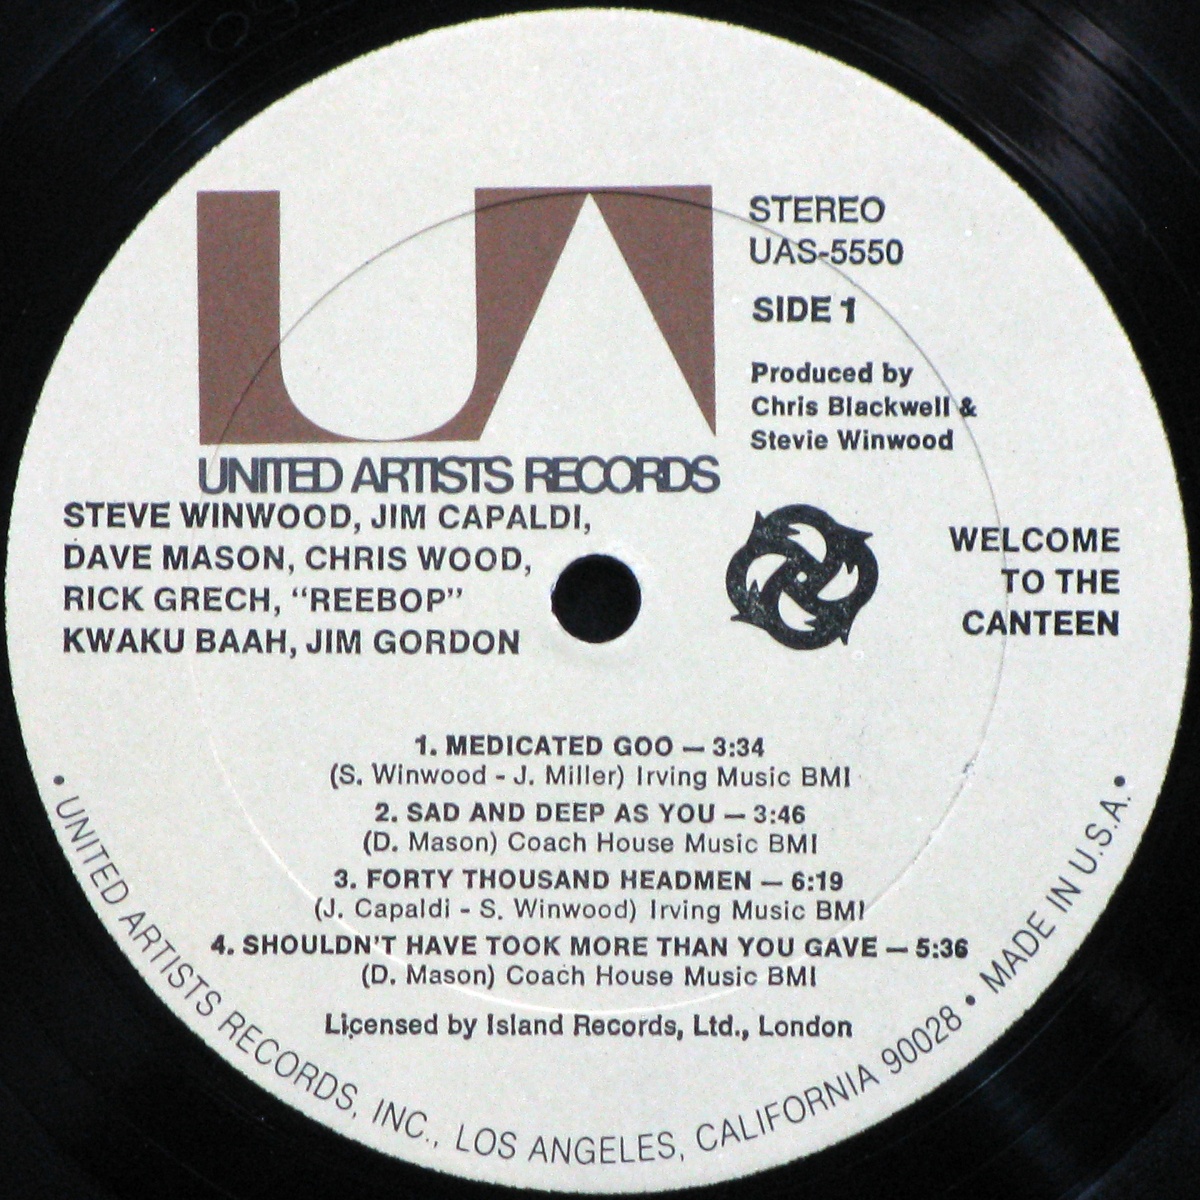 UA
UNITED ARTISTS RECORDS
STEREO
UAS-5550
SIDE 1
Produced by
Chris Blackwell &
Stevie Winwood
STEVE WINWOOD, JIM CAPALDI,
DAVE MASON, CHRIS WOOD,
RICK GRECH, “REEBOP”
KWAKU BAAH, JIM GORDON
WELCOME
TO THE
CANTEEN
1. MEDICATED GOO — 3:34
(S. Winwood - J. Miller) Irving Music BMI
2. SAD AND DEEP AS YOU — 3:46
(D. Mason) Coach House Music BMI
3. FORTY THOUSAND HEADMEN — 6:19
(J. Capaldi - S. Winwood) Irving Music BMI
4. SHOULDN'T HAVE TOOK MORE THAN YOU GAVE — 5:36
(D. Mason) Coach House Music BMI
Licensed by Island Records, Ltd., London
• UNITED ARTISTS RECORDS, INC., LOS ANGELES, CALIFORNIA 90028 • MADE IN U.S.A. •